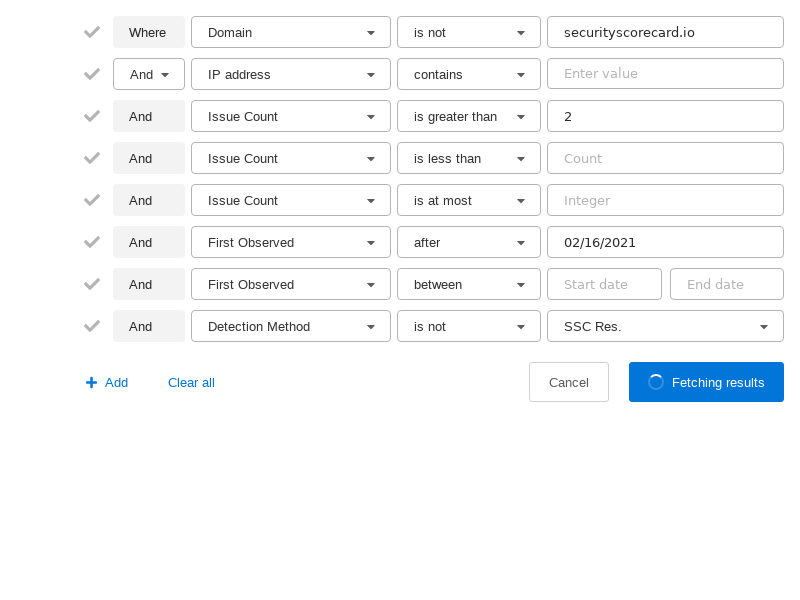 Where Domain is not securityscorecard.io
And IP address contains Enter value
And Issue Count is greater than 2
And Issue Count is less than Count
And Issue Count is at most Integer
And First Observed after 02/16/2021
And First Observed between Start date End date
And Detection Method is not SSC Res.
Add Clear all Cancel Fetching results